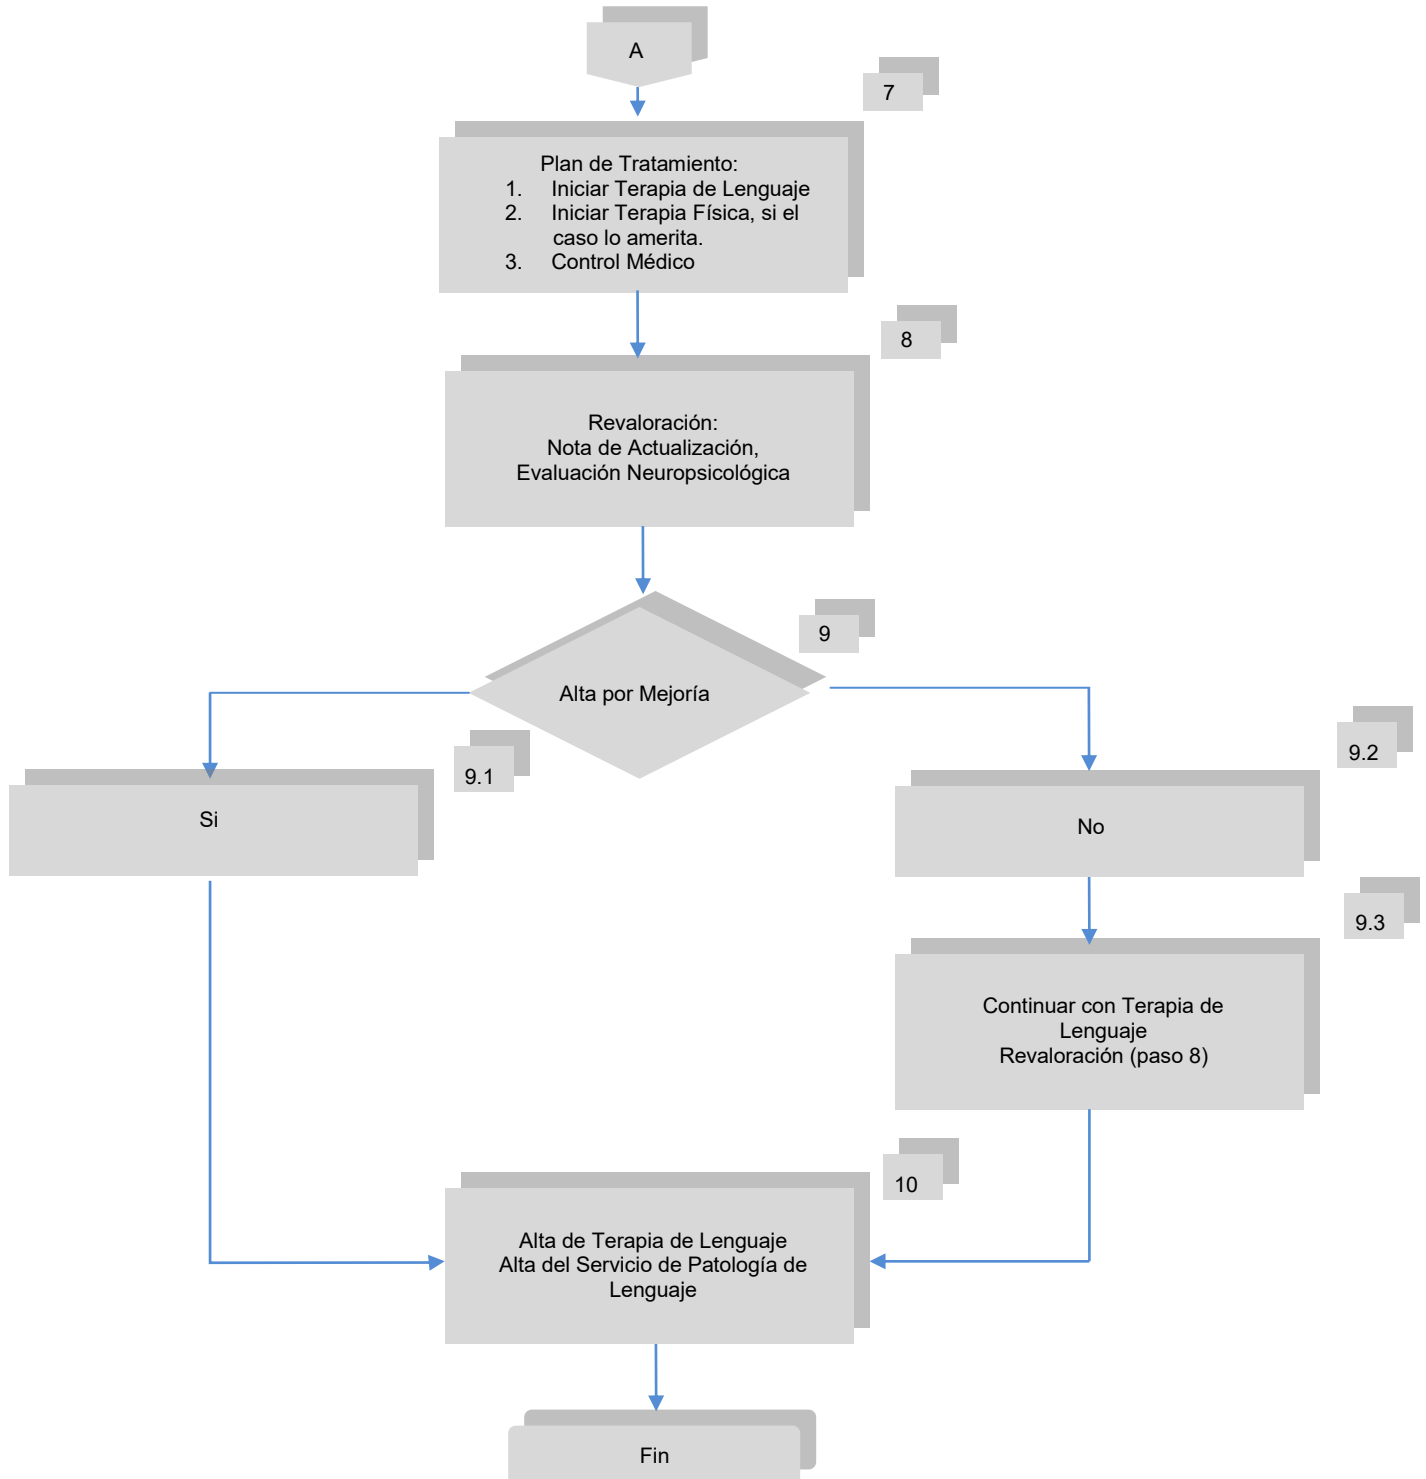 A
7
Plan de Tratamiento:
1. Iniciar Terapia de Lenguaje
2. Iniciar Terapia Física, si el
caso lo amerita.
3. Control Médico
8
Revaloración:
Nota de Actualización,
Evaluación Neuropsicológica
9
Alta por Mejoría
9.1
Si
9.2
No
9.3
Continuar con Terapia de
Lenguaje
Revaloración (paso 8)
10
Alta de Terapia de Lenguaje
Alta del Servicio de Patología de
Lenguaje
Fin